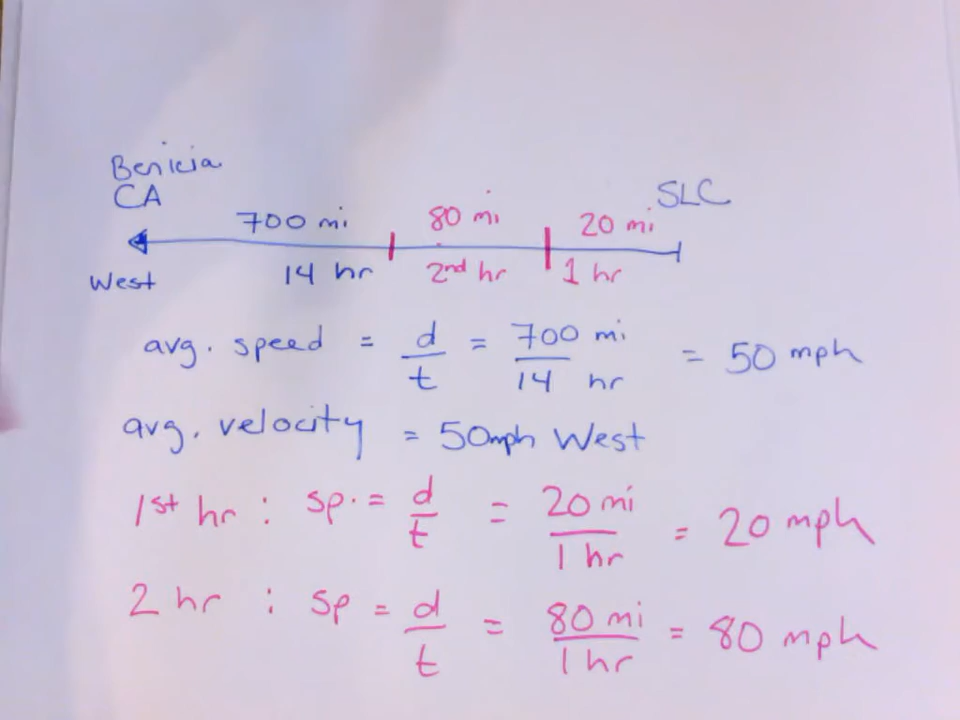 Benicia
CA
SLC
700 mi 80 mi 20 mi
West 14 hr 2nd hr 1 hr
avg. speed = d/t = 700 mi/14 hr = 50 mph
avg. velocity = 50mph West
1st hr : sp. = d/t = 20 mi/1 hr = 20 mph
2 hr : sp = d/t = 80 mi/1 hr = 80 mph